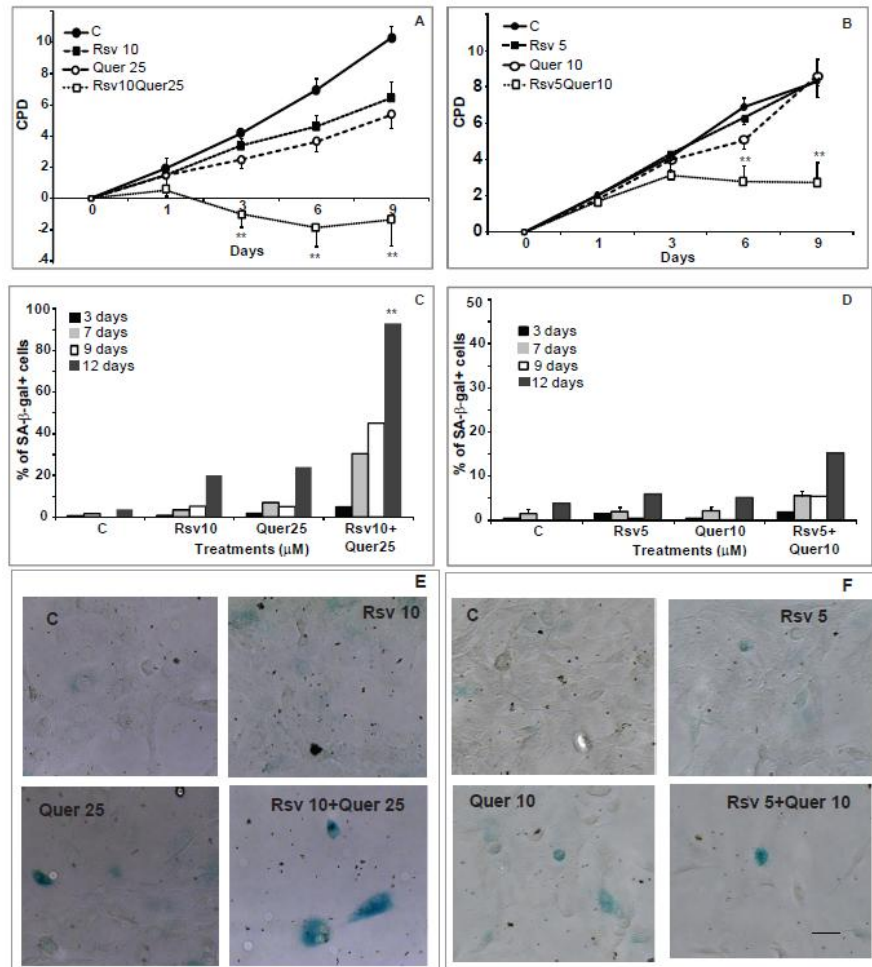 A
C
Rsv 10
Quer 25
Rsv10Quer25
CPD
10
8
6
4
2
0
-2
-4
0 1 3 6 9
** ** **
Days
B
C
Rsv 5
Quer 10
Rsv5Quer10
CPD
10
8
6
4
2
0
** **
0 1 3 6 9
Days
C
3 days
7 days
9 days
12 days
**
% of SA-β-gal+ cells
100
80
60
40
20
0
C Rsv10 Quer25 Rsv10+
Quer25
Treatments (μM)
D
3 days
7 days
9 days
12 days
% of SA-β-gal+ cells
50
40
30
20
10
0
C Rsv5 Quer10 Rsv5+
Quer10
Treatments (μM)
E
C
Rsv 10
Quer 25
Rsv 10+Quer 25
F
C
Rsv 5
Quer 10
Rsv 5+Quer 10